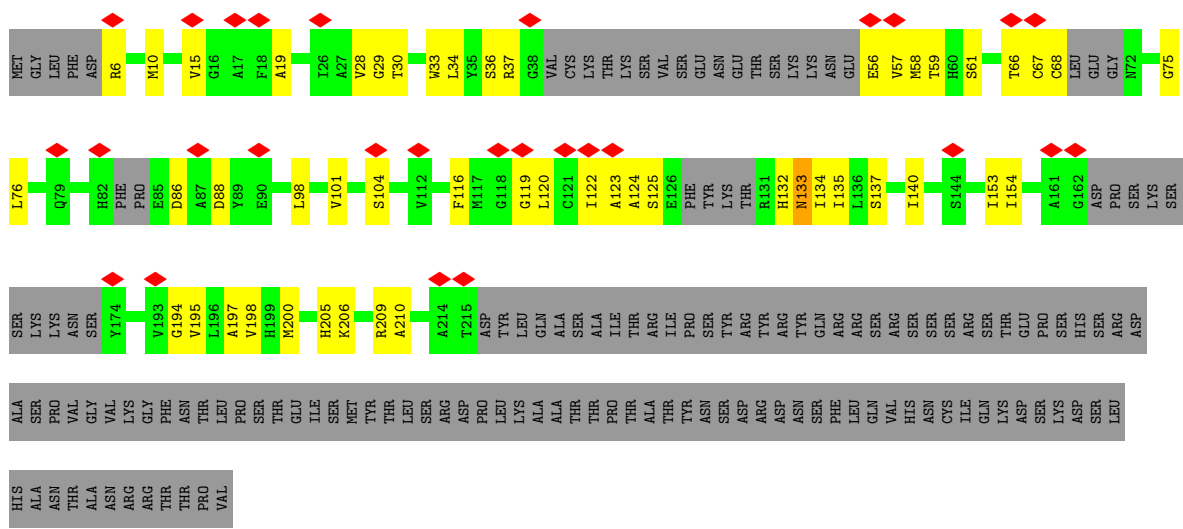 MET GLY LEU PHE ASP R6 M10 V15 G16 A17 F18 A19 I26 A27 V28 G29 T30 W33 L34 Y35 S36 R37 G38 VAL CYS LYS THR LYS SER VAL SER GLU ASN GLU THR SER LYS LYS ASN GLU E56 V57 M58 T59 H60 S61 T66 C67 C68 LEU GLU GLY N72 G75
L76 Q79 H82 PHE PRO E85 D86 A87 D88 Y89 E90 L98 V101 S104 V112 F116 M117 G118 G119 L120 C121 I122 A123 A124 S125 E126 PHE TYR LYS THR R131 H132 N133 I134 I135 L136 S137 I140 S144 I153 I154 A161 G162 ASP PRO SER LYS SER
SER LYS LYS ASN SER Y174 V193 G194 V195 L196 A197 V198 H199 M200 H205 K206 R209 A210 A214 T215 ASP TYR LEU GLN ALA SER ALA ILE THR ARG ILE PRO SER TYR ARG TYR ARG TYR GLN ARG ARG SER ARG SER SER SER ARG SER THR GLU PRO SER HIS SER ARG ASP
ALA SER PRO VAL GLY VAL LYS GLY PHE ASN THR LEU PRO SER THR GLU ILE SER MET TYR THR LEU SER ARG ASP PRO LEU LYS ALA ALA THR THR PRO THR ALA THR TYR ASN SER ASP ARG ASP ASN SER PHE LEU GLN VAL HIS ASN CYS ILE GLN LYS ASP SER LYS ASP SER LEU
HIS ALA ASN THR ALA ASN ARG ARG THR THR PRO VAL